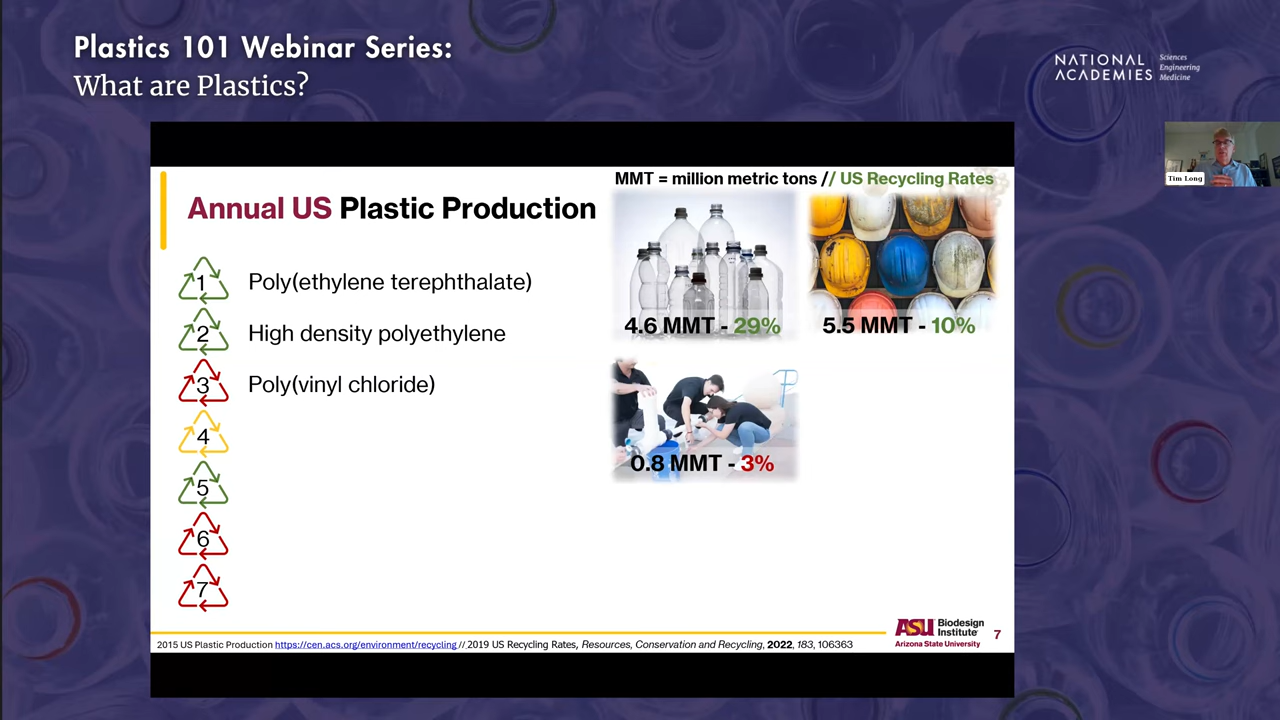 Plastics 101 Webinar Series:
What are Plastics?
NATIONAL
ACADEMIES
Sciences
Engineering
Medicine
Tim Long
MMT = million metric tons // US Recycling Rates
Annual US Plastic Production
1 Poly(ethylene terephthalate)
2 High density polyethylene
3 Poly(vinyl chloride)
4
5
6
7
4.6 MMT - 29%
5.5 MMT - 10%
0.8 MMT - 3%
ASU Biodesign
Institute
Arizona State University
7
2015 US Plastic Production https://cen.acs.org/environment/recycling // 2019 US Recycling Rates, Resources, Conservation and Recycling, 2022, 183, 106363